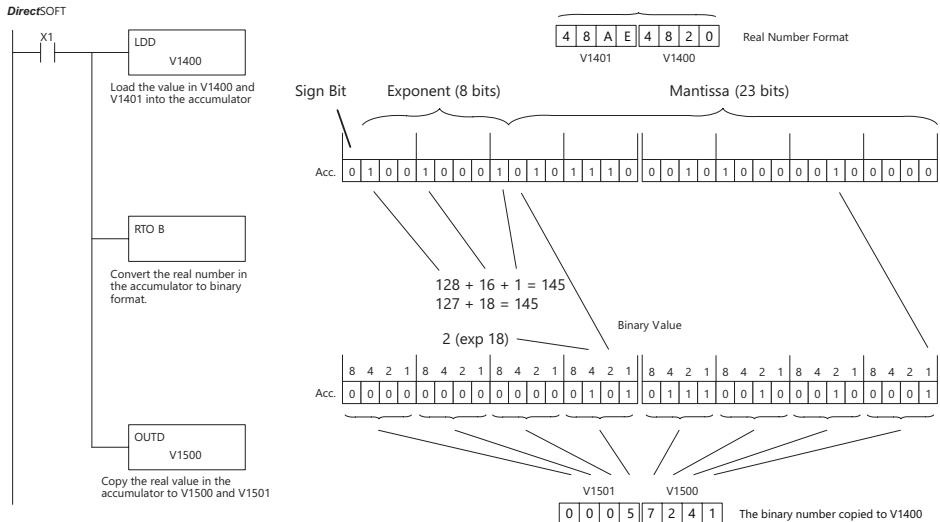 DirectSOFT
X1
LDD
V1400
Load the value in V1400 and
V1401 into the accumulator
4 8 A E 4 8 2 0 Real Number Format
V1401 V1400
Sign Bit Exponent (8 bits) Mantissa (23 bits)
Acc. 0 1 0 0 1 0 0 0 1 0 1 0 1 1 1 0 0 0 1 0 1 0 0 0 0 0 1 0 0 0 0 0
RTO B
Convert the real number in
the accumulator to binary
format.
128 + 16 + 1 = 145
127 + 18 = 145
2 (exp 18)
Binary Value
8 4 2 1 8 4 2 1 8 4 2 1 8 4 2 1 8 4 1 1 8 4 2 1 8 4 2 1 8 4 2 1
Acc. 0 0 0 0 0 0 0 0 0 0 0 0 0 1 0 1 0 1 1 1 0 0 1 0 0 0 1 0 0 0 0 1
OUTD
V1500
Copy the real value in the
accumulator to V1500 and V1501
V1501 V1500
0 0 0 5 7 2 4 1 The binary number copied to V1400